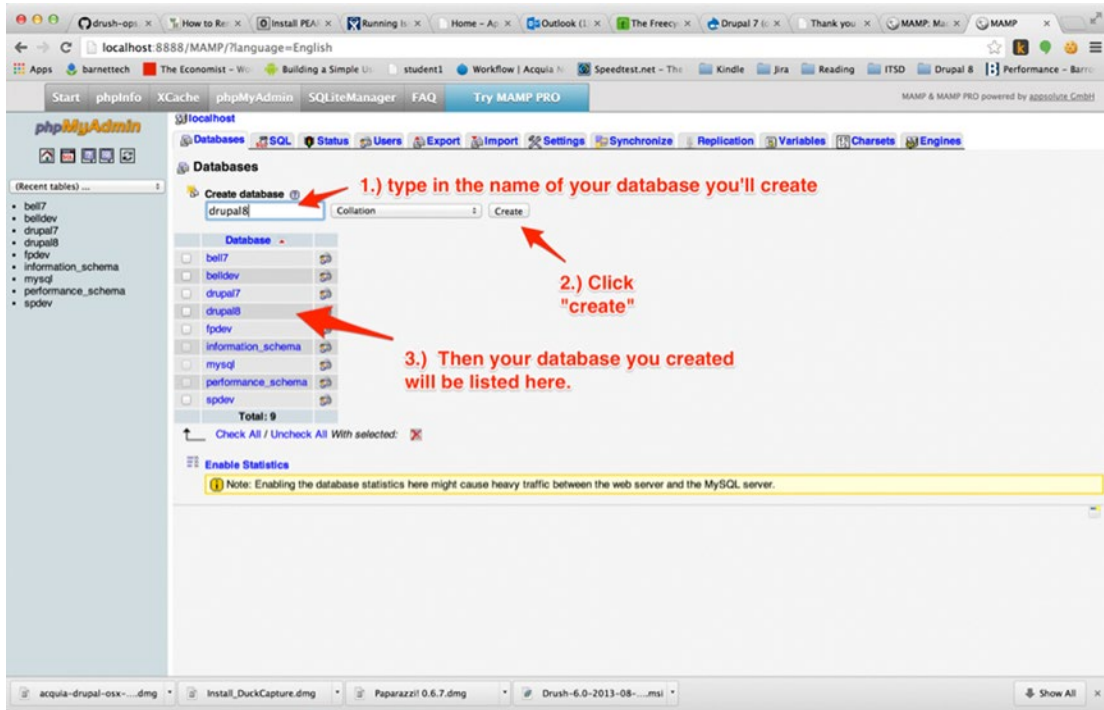 drush-ops
How to Re
Install PEA
Running
Home - A
Outlook (1
The Freecy
Drupal 7 (
Thank you
MAMP: Ma
MAMP
localhost:8888/MAMP/?language=English
Apps
barnettech
The Economist - Wo
Building a Simple U
student1
Workflow | Acquia
Speedtest.net - The
Kindle
Jira
Reading
ITSD
Drupal 8
Performance - Barro
Start phpInfo XCache phpMyAdmin SQLiteManager FAQ Try MAMP PRO
MAMP & MAMP PRO powered by appsolute GmbH
phpMyAdmin
(Recent tables) ...
bell7
belldev
drupal7
drupal8
fpdev
information_schema
mysql
performance_schema
spdev
localhost
Databases SQL Status Users Export Import Settings Synchronize Replication Variables Charsets Engines
Databases
Create database
1.) type in the name of your database you'll create
drupal8 Collation Create
2.) Click
"create"
Database
bell7
belldev
drupal7
drupal8
fpdev
information_schema
mysql
performance_schema
spdev
Total: 9
3.) Then your database you created
will be listed here.
Check All / Uncheck All With selected:
Enable Statistics
Note: Enabling the database statistics here might cause heavy traffic between the web server and the MySQL server.
acquia-drupal-osx-....dmg
Install_DuckCapture.dmg
Paparazzi! 0.6.7.dmg
Drush-6.0-2013-08-....msi
Show All